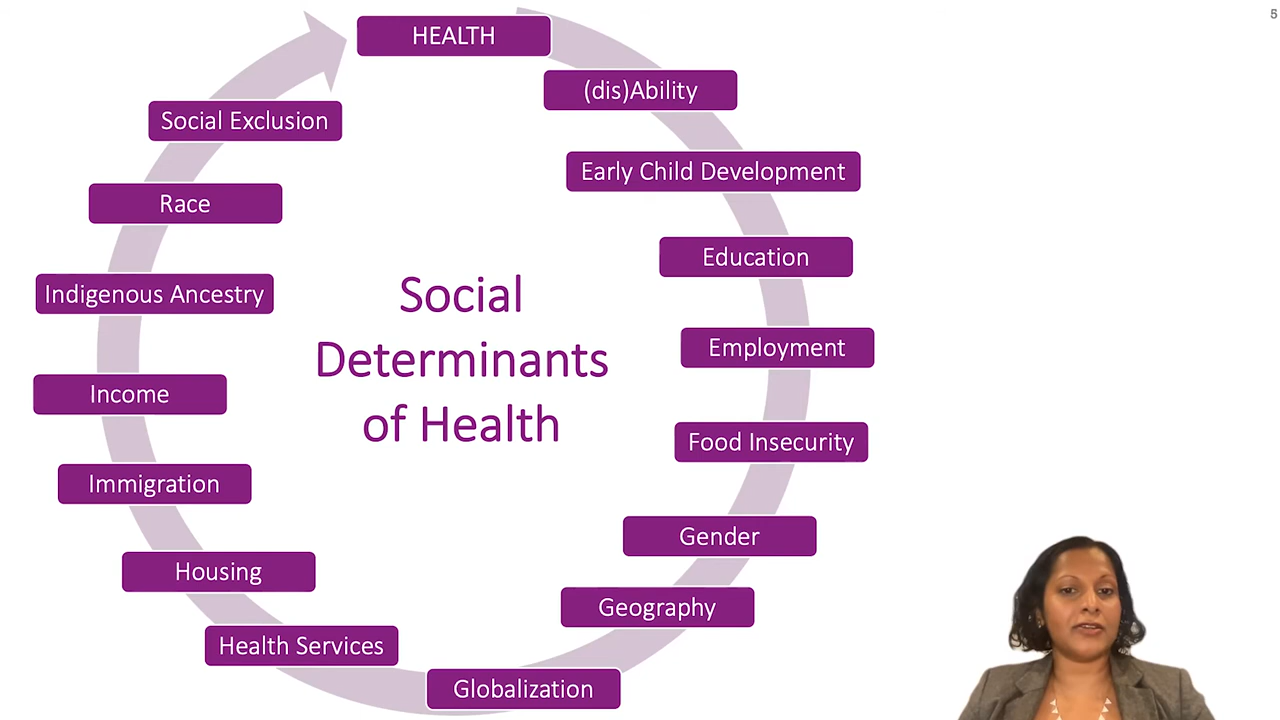 5
HEALTH
(dis)Ability
Early Child Development
Education
Employment
Food Insecurity
Gender
Geography
Globalization
Health Services
Housing
Immigration
Income
Indigenous Ancestry
Race
Social Exclusion
Social
Determinants
of Health